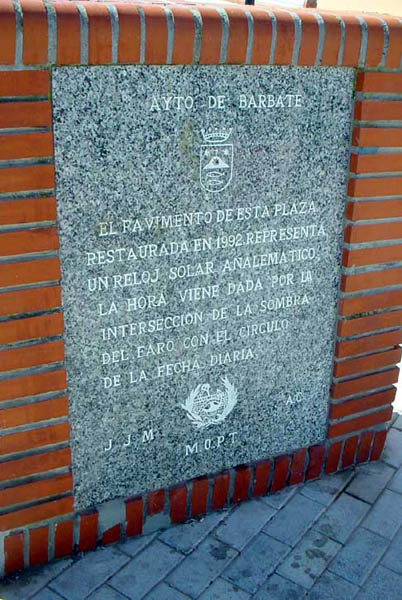 AYTO DE BARBATE
EL PAVIMENTO DE ESTA PLAZA
RESTAURADA EN 1992, REPRESENTA
UN RELOJ SOLAR ANALEMATICO.
LA HORA VIENE DADA POR LA
INTERSECCION DE LA SOMBRA
DEL FARO CON EL CIRCULO
DE LA FECHA DIARIA.
J J M
M.O.P.T.
A.G.